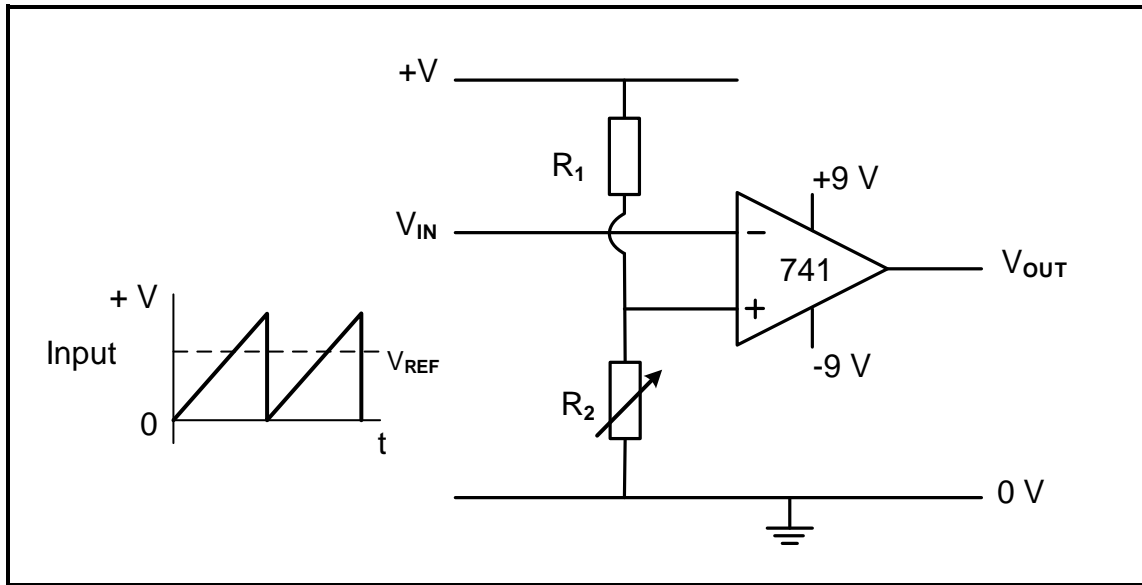 +V
R1
+9 V
VIN
−
741
VOUT
+ V
+
Input
VREF
-9 V
R2
0
t
0 V